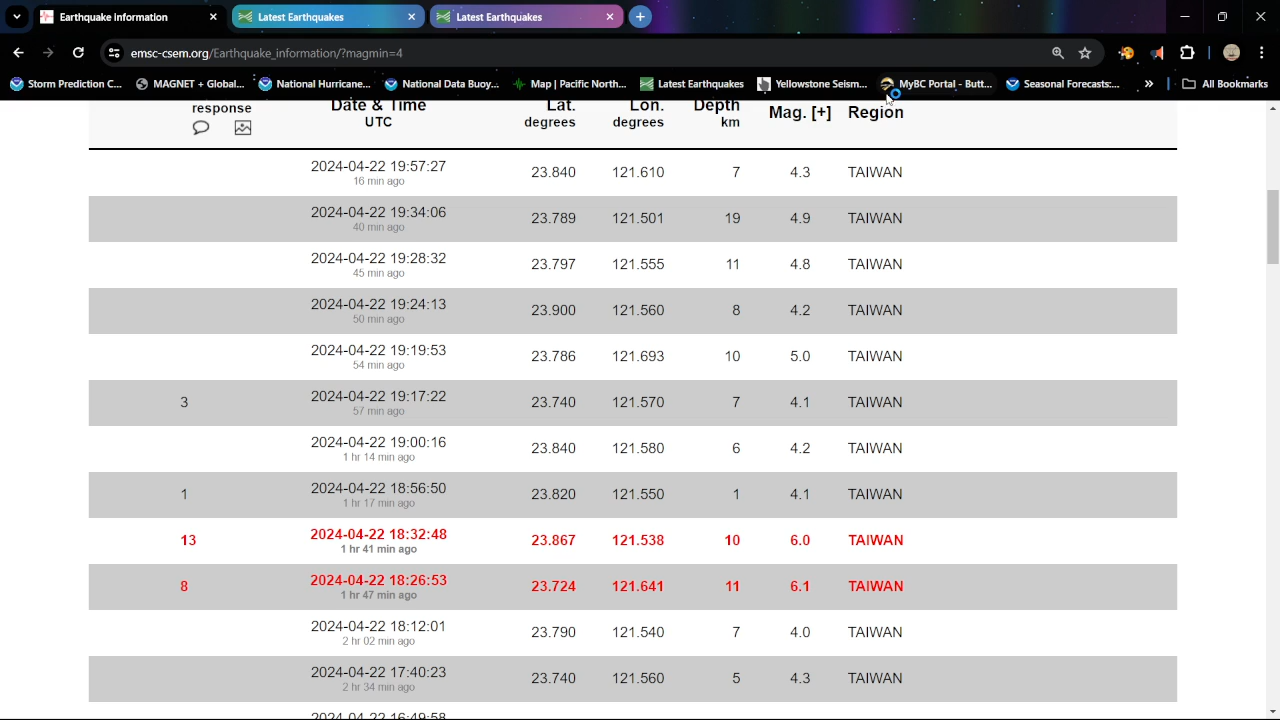 Earthquake Information
Latest Earthquakes
Latest Earthquakes
emsc-csem.org/Earthquake_information/?magmin=4
Storm Prediction C...
MAGNET + Global...
National Hurricane...
National Data Buoy...
Map | Pacific North...
Latest Earthquakes
Yellowstone Seism...
MyBC Portal - Butt...
Seasonal Forecasts:...
»
All Bookmarks
response Date & Time Lat. Lon. Depth Mag. [+] Region
UTC degrees degrees km
2024-04-22 19:57:27 23.840 121.610 7 4.3 TAIWAN
16 min ago
2024-04-22 19:34:06 23.789 121.501 19 4.9 TAIWAN
40 min ago
2024-04-22 19:28:32 23.797 121.555 11 4.8 TAIWAN
45 min ago
2024-04-22 19:24:13 23.900 121.560 8 4.2 TAIWAN
50 min ago
2024-04-22 19:19:53 23.786 121.693 10 5.0 TAIWAN
54 min ago
3 2024-04-22 19:17:22 23.740 121.570 7 4.1 TAIWAN
57 min ago
2024-04-22 19:00:16 23.840 121.580 6 4.2 TAIWAN
1 hr 14 min ago
1 2024-04-22 18:56:50 23.820 121.550 1 4.1 TAIWAN
1 hr 17 min ago
13 2024-04-22 18:32:48 23.867 121.538 10 6.0 TAIWAN
1 hr 41 min ago
8 2024-04-22 18:26:53 23.724 121.641 11 6.1 TAIWAN
1 hr 47 min ago
2024-04-22 18:12:01 23.790 121.540 7 4.0 TAIWAN
2 hr 02 min ago
2024-04-22 17:40:23 23.740 121.560 5 4.3 TAIWAN
2 hr 34 min ago
2024-04-22 16:49:58